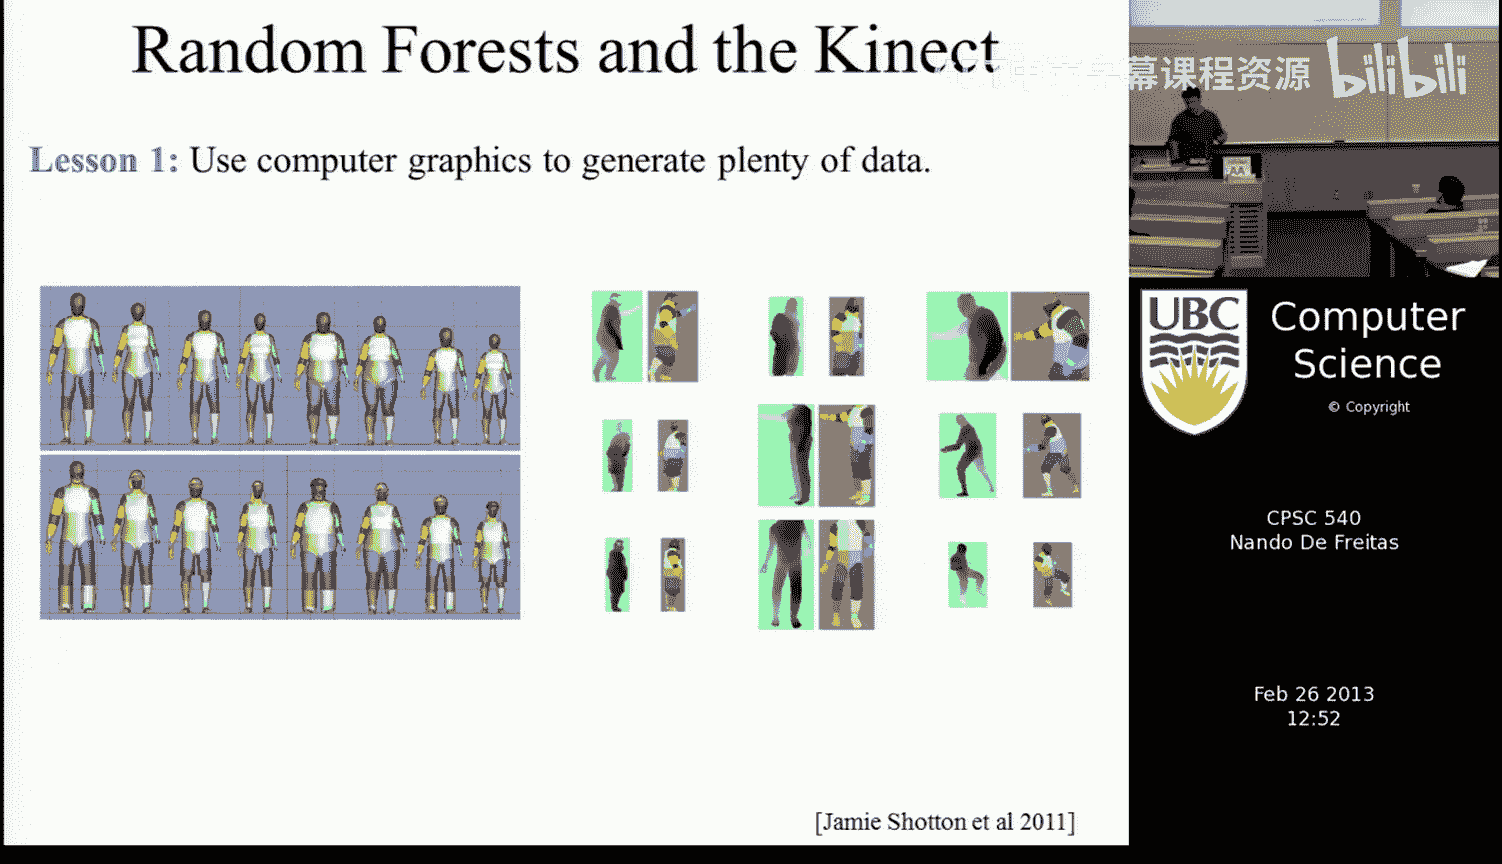 Random Forests and the Kinect
字幕课程资源 bilibili
Lesson 1: Use computer graphics to generate plenty of data.
[Jamie Shotton et al 2011]
UBC
Computer
Science
© Copyright
CPSC 540
Nando De Freitas
Feb 26 2013
12:52